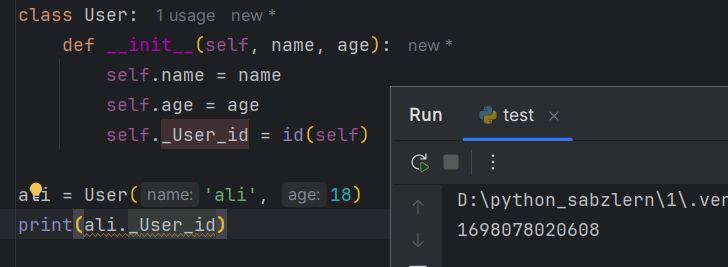 class User: 1 usage new *
def __init__(self, name, age): new *
self.name = name
self.age = age
self._User_id = id(self)
ali = User( name: 'ali', age: 18)
print(ali._User_id)
Run test ×
D:\python_sabzlern\1\.ver
1698078020608